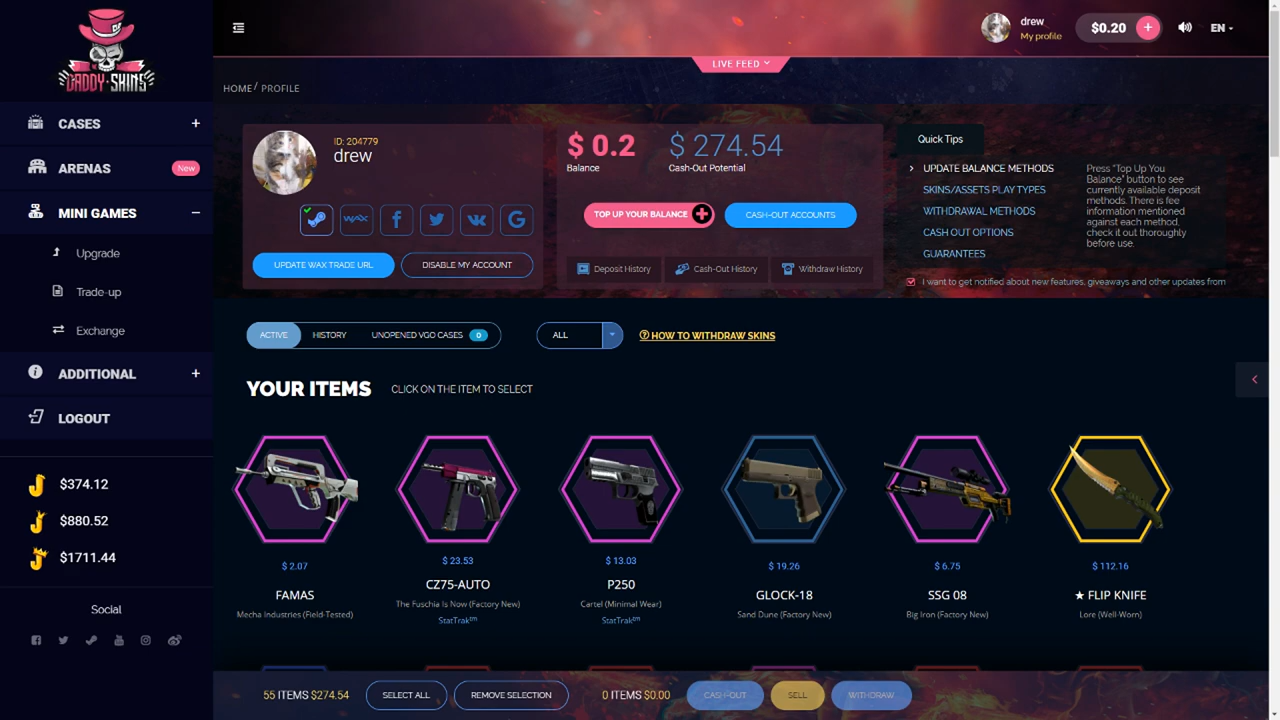 DADDY SKINS
CASES
ARENAS
New
MINI GAMES
Upgrade
Trade-up
Exchange
ADDITIONAL
LOGOUT
$374.12
$880.52
$1711.44
Social
drew
My profile
$0.20
EN
LIVE FEED
HOME / PROFILE
ID: 204779
drew
wax
UPDATE WAX TRADE URL
DISABLE MY ACCOUNT
$ 0.2
Balance
$ 274.54
Cash-Out Potential
TOP UP YOUR BALANCE
CASH-OUT ACCOUNTS
Deposit History
Cash-Out History
Withdraw History
Quick Tips
UPDATE BALANCE METHODS
SKINS/ASSETS PLAY TYPES
WITHDRAWAL METHODS
CASH OUT OPTIONS
GUARANTEES
Press "Top Up You
Balance" button to see
currently available deposit
methods. There is fee
information mentioned
against each method,
check it out thoroughly
before use.
I want to get notified about new features, giveaways and other updates from
ACTIVE
HISTORY
UNOPENED VGO CASES 0
ALL
HOW TO WITHDRAW SKINS
YOUR ITEMS
CLICK ON THE ITEM TO SELECT
$ 2.07
FAMAS
Mecha Industries (Field-Tested)
$ 23.53
CZ75-AUTO
The Fuschia Is Now (Factory New)
StatTrak™
$ 13.03
P250
Cartel (Minimal Wear)
StatTrak™
$ 19.26
GLOCK-18
Sand Dune (Factory New)
$ 6.75
SSG 08
Big Iron (Factory New)
$ 112.16
★ FLIP KNIFE
Lore (Well-Worn)
55 ITEMS $274.54
SELECT ALL
REMOVE SELECTION
0 ITEMS $0.00
CASH-OUT
SELL
WITHDRAW